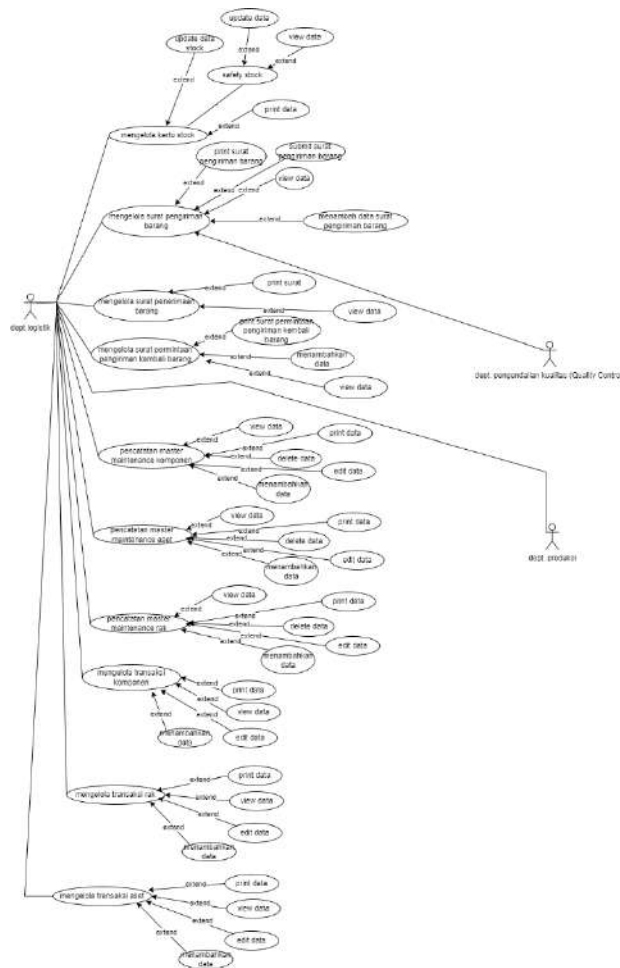 update data
update data
stock
view data
extend
extend
extend
safety stock
print data
extend
mengelola kartu stock
submit surat
pengiriman barang
print surat
pengiriman barang
extend
extend
extend
view data
mengelola surat pengiriman
barang
extend
menambah data surat
pengiriman barang
print surat
extend
mengelola surat penerimaan
barang
extend
view data
dept.logistik
print surat permintaan
pengiriman kembali barang
extend
mengelola surat permintaan
pengiriman kembali barang
extend
menambahkan
data
extend
view data
dept. pengendalian kualitas (Quality Contro
view data
extend
print data
extend
pencatatan master
maintenance komponen
delete data
extend
edit data
extend
menambahkan
data
view data
extend
print data
extend
pencatatan master
maintenance aset
delete data
extend
edit data
extend
menambahkan
data
dept. produksi
view data
extend
print data
extend
pencatatan master
maintenance rak
extend
delete data
edit data
extend
menambahkan
data
mengelola transaksi
komponen
extend
print data
extend
view data
extend
extend
edit data
menambahkan
data
print data
extend
mengelola transaksi rak
extend
view data
extend
edit data
extend
menambahkan
data
print data
extend
mengelola transaksi aset
extend
view data
extend
edit data
extend
menambahkan
data